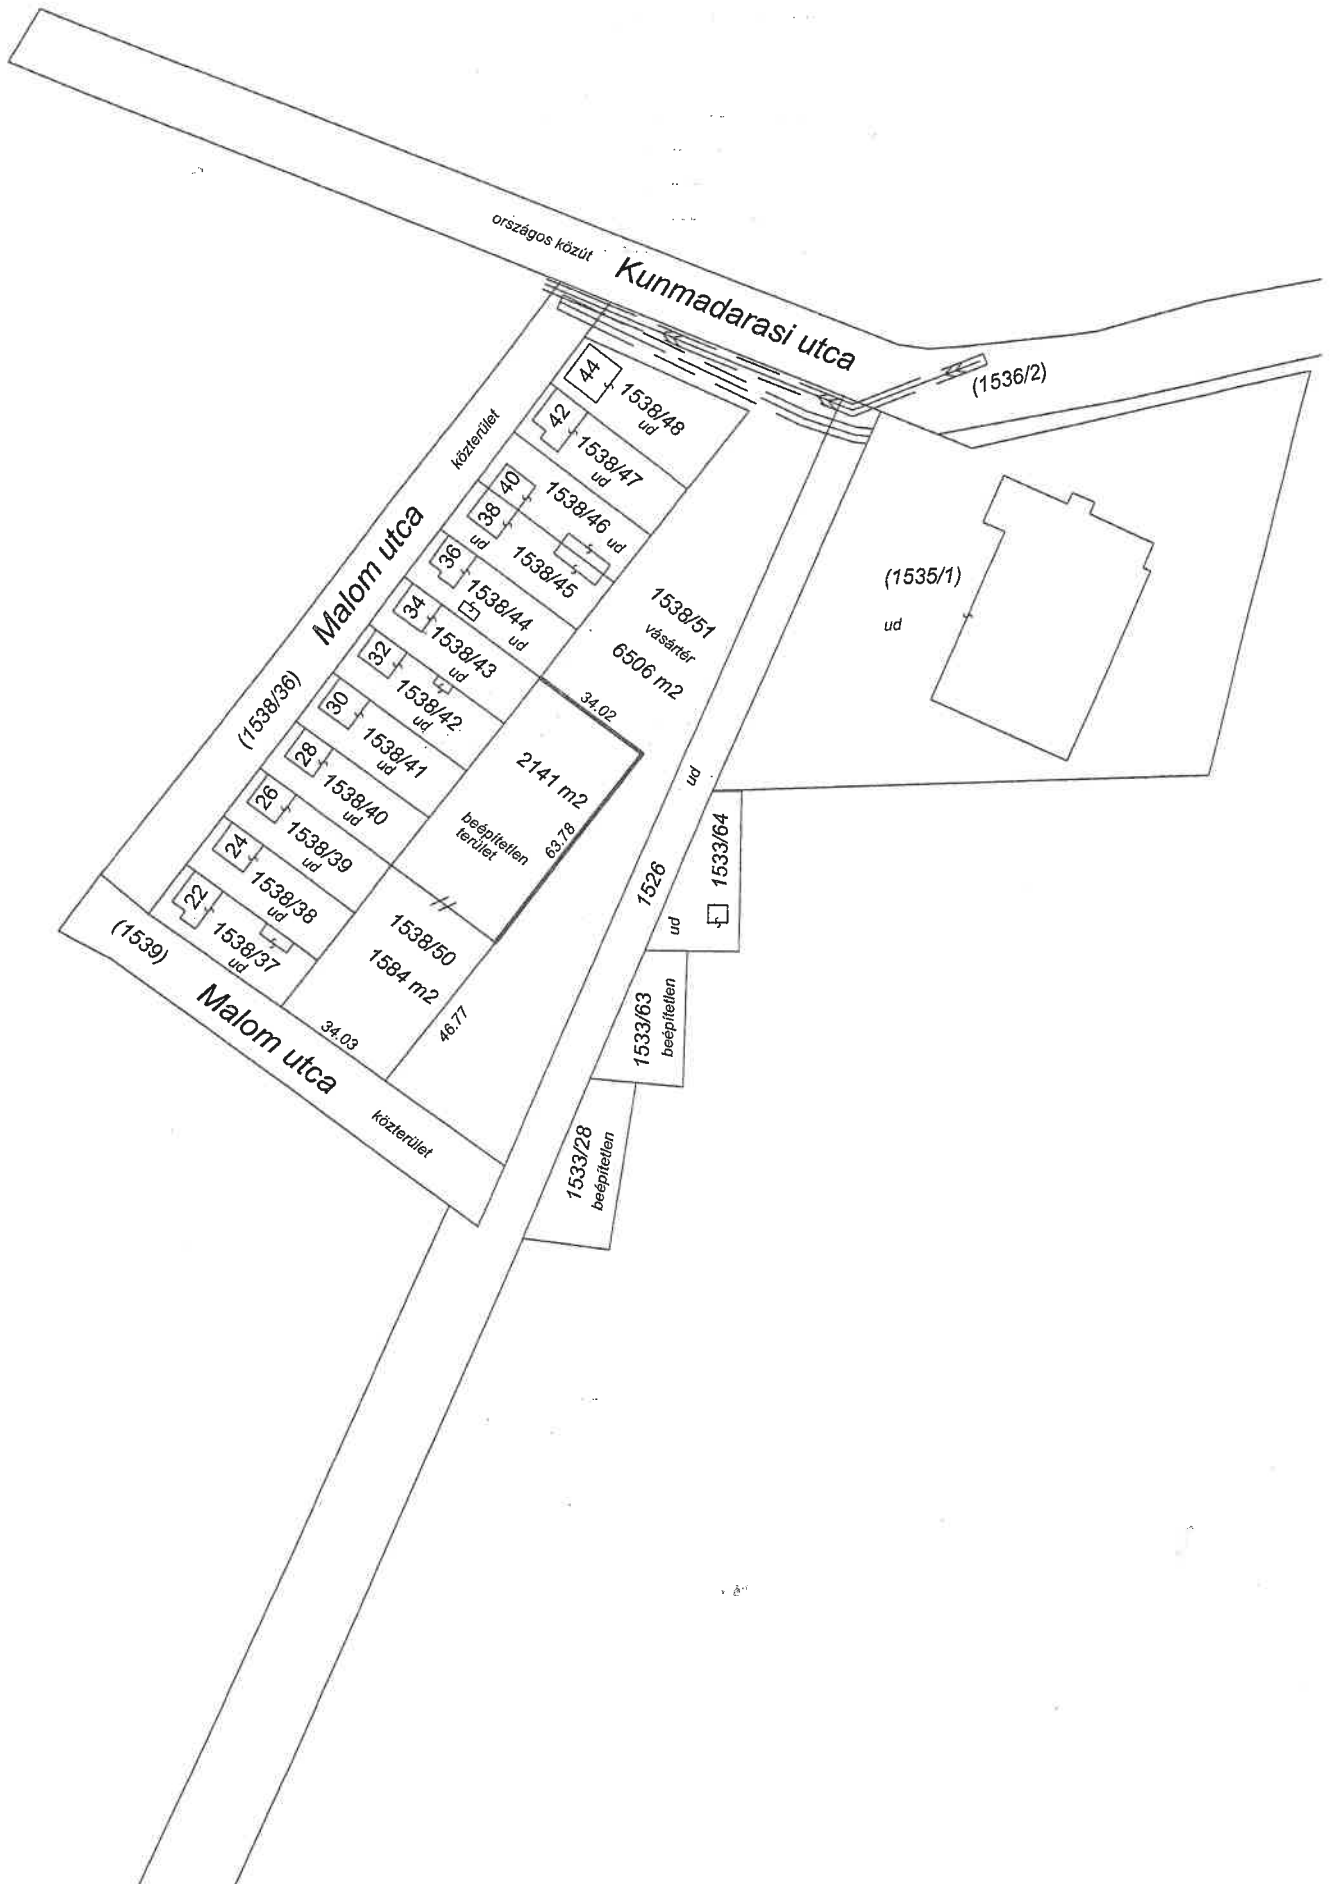 országos közút
Kunmadarasi utca
(1536/2)
44
1538/48
ud
42
1538/47
ud
közterület
40
1538/46
ud
38
ud
1538/45
Malom utca
36
1538/44
ud
34
1538/43
ud
32
1538/42
ud
30
1538/41
ud
(1538/36)
28
1538/40
ud
26
1538/39
ud
24
1538/38
ud
22
1538/37
ud
1538/51
vásártér
6506 m2
34.02
2141 m2
beépítetlen
terület
63.78
1538/50
1584 m2
46.77
34.03
(1539)
Malom utca
közterület
(1535/1)
ud
ud
1526
ud
1533/64
1533/63
beépítetlen
1533/28
beépítetlen